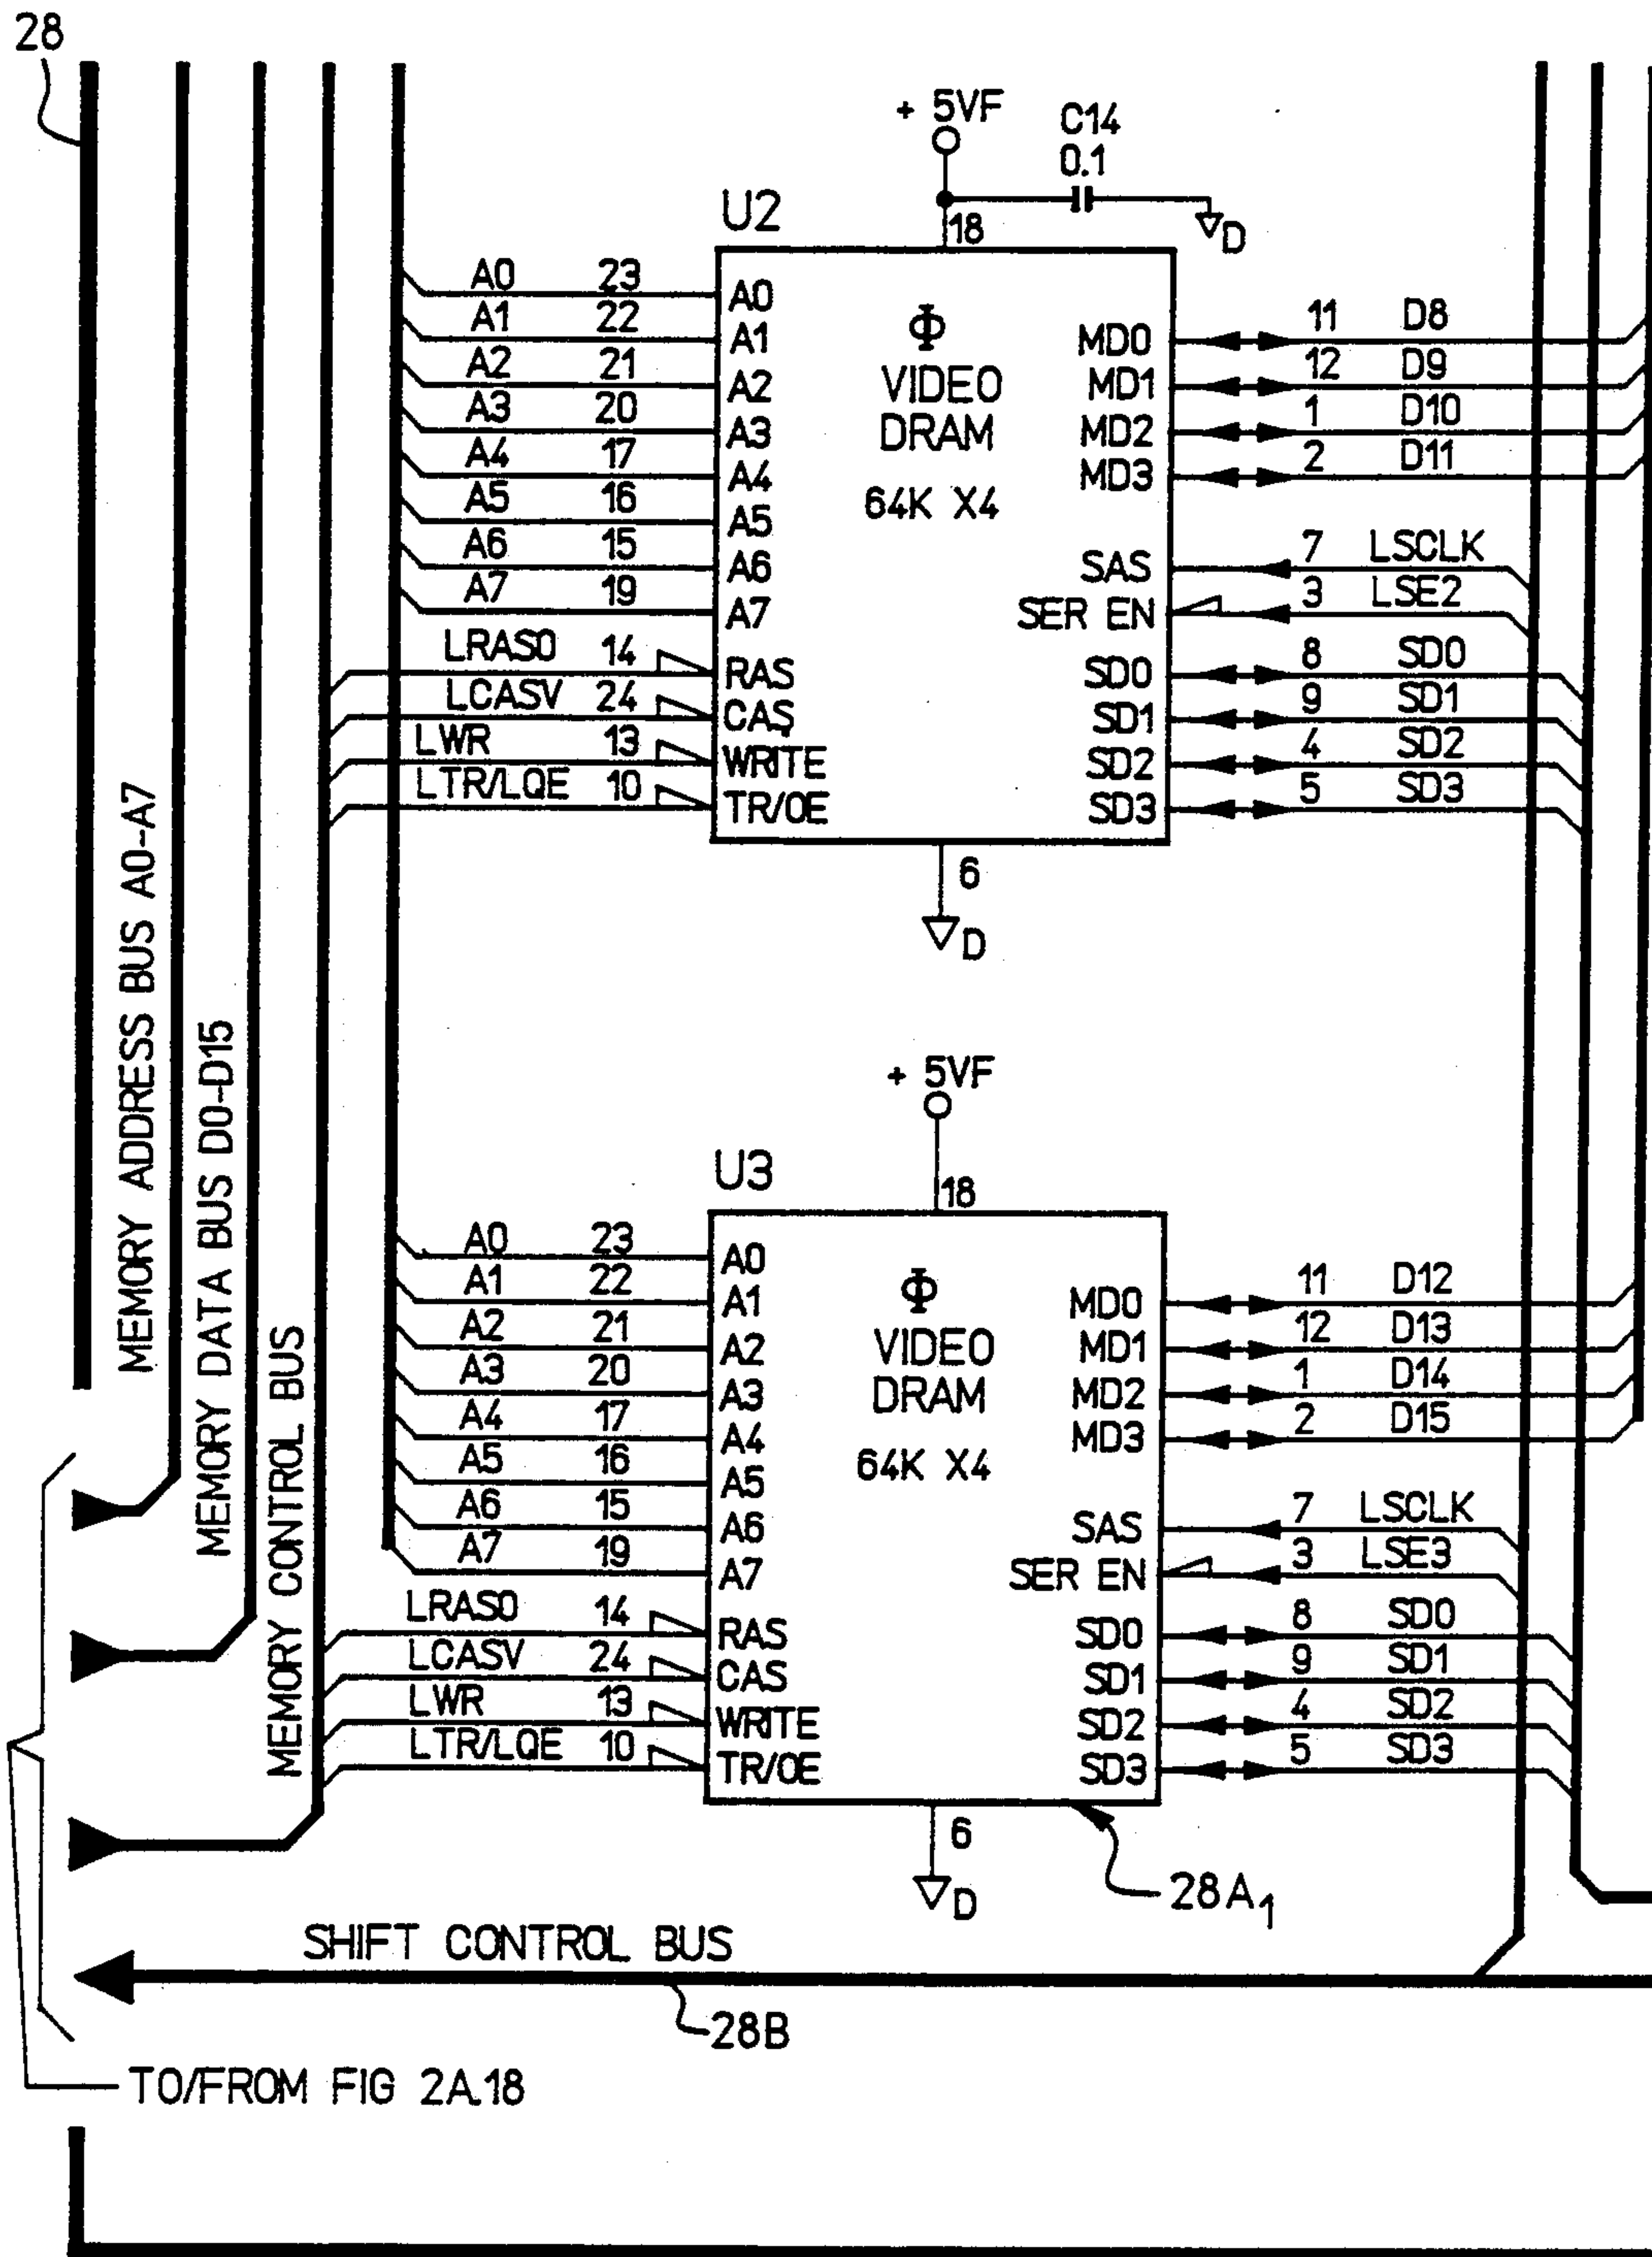 28
+ 5VF
C14
0.1
D
U2
18
A0 23 A0
A1 22 A1
A2 21 A2
A3 20 A3
A4 17 A4
A5 16 A5
A6 15 A6
A7 19 A7
LRAS0 14 RAS
LCASV 24 CAS
LWR 13 WRITE
LTR/LQE 10 TR/OE
Φ
VIDEO
DRAM
64K X4
MD0 11 D8
MD1 12 D9
MD2 1 D10
MD3 2 D11
SAS 7 LSCLK
SER EN 3 LSE2
SD0 8 SD0
SD1 9 SD1
SD2 4 SD2
SD3 5 SD3
6
D
MEMORY ADDRESS BUS A0-A7
MEMORY DATA BUS D0-D15
MEMORY CONTROL BUS
+ 5VF
U3
18
A0 23 A0
A1 22 A1
A2 21 A2
A3 20 A3
A4 17 A4
A5 16 A5
A6 15 A6
A7 19 A7
LRAS0 14 RAS
LCASV 24 CAS
LWR 13 WRITE
LTR/LQE 10 TR/OE
Φ
VIDEO
DRAM
64K X4
MD0 11 D12
MD1 12 D13
MD2 1 D14
MD3 2 D15
SAS 7 LSCLK
SER EN 3 LSE3
SD0 8 SD0
SD1 9 SD1
SD2 4 SD2
SD3 5 SD3
6
D
28A1
SHIFT CONTROL BUS
28B
TO/FROM FIG 2A.18